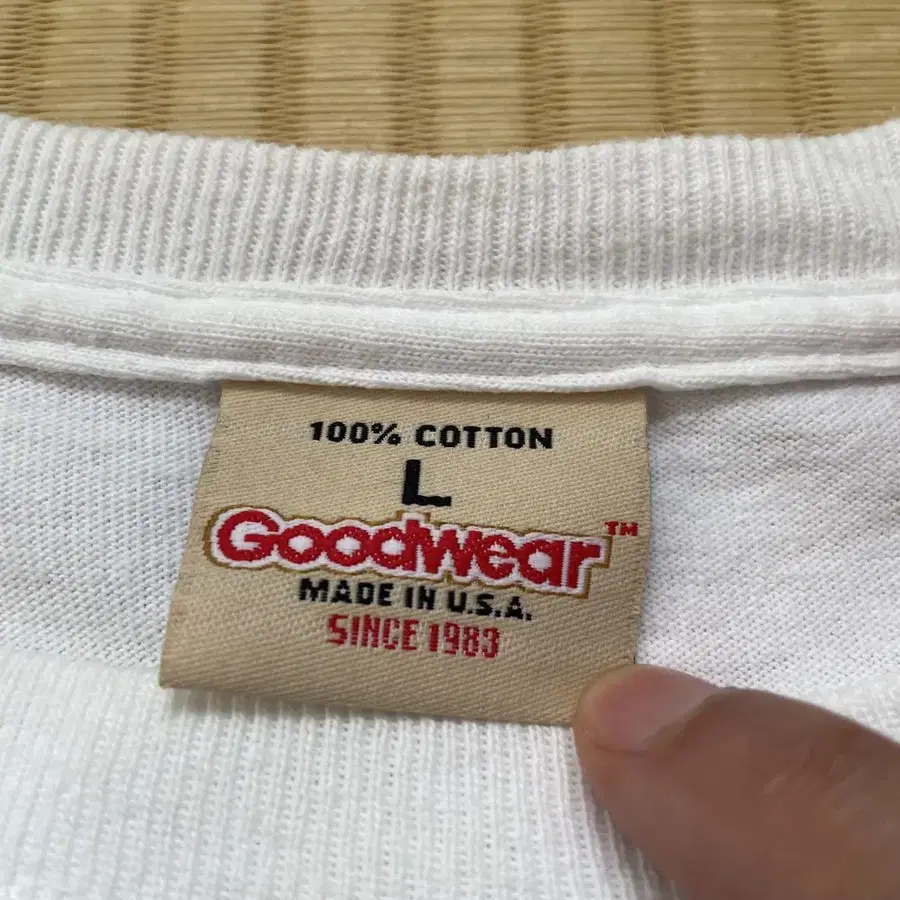 100% COTTON
L
Goodwear™
MADE IN U.S.A.
SINCE 1983